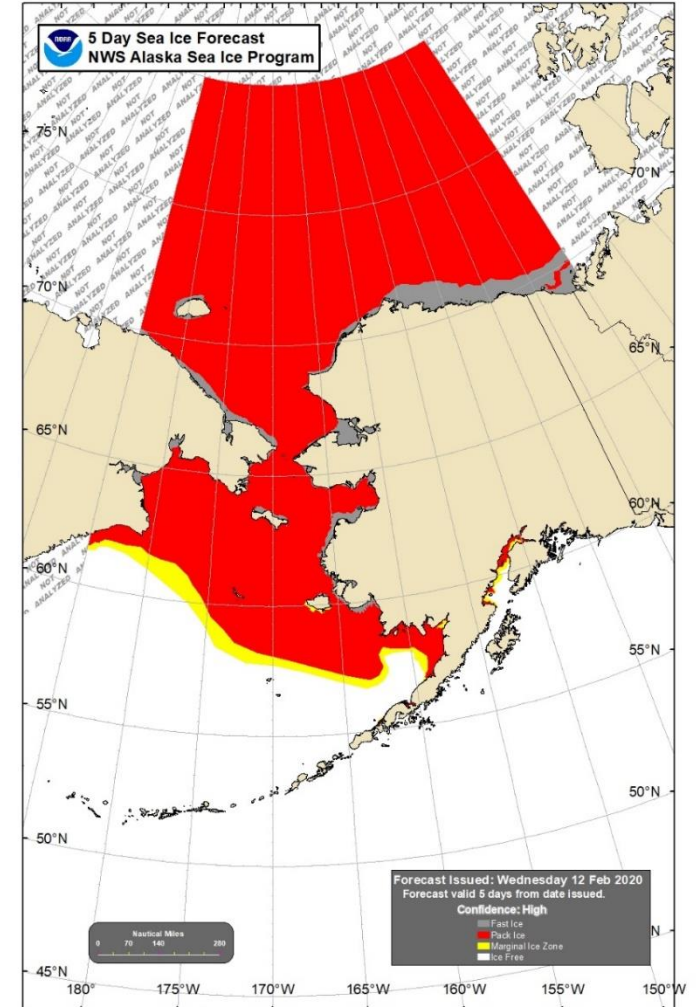 5 Day Sea Ice Forecast
NWS Alaska Sea Ice Program
NOT ANALYZED
75°N
70°N
70°N
65°N
65°N
60°N
60°N
55°N
55°N
50°N
50°N
45°N
N
Forecast Issued: Wednesday 12 Feb 2020
Forecast valid 5 days from date issued.
Confidence: High
Fast Ice
Pack Ice
Marginal Ice Zone
Ice Free
Nautical Miles
0 70 140 280
180° 175°W 170°W 165°W 160°W 155°W 150°W